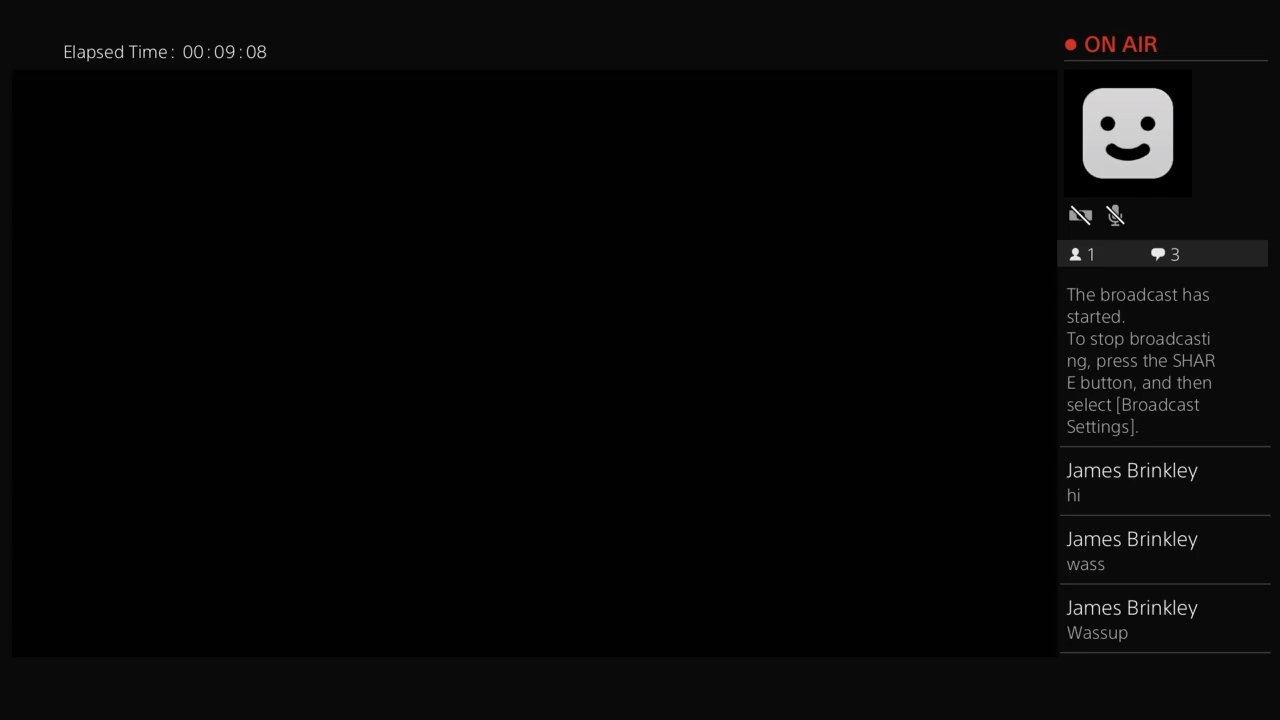 Elapsed Time: 00:09:08
ON AIR
1 3
The broadcast has
started.
To stop broadcasti
ng, press the SHAR
E button, and then
select [Broadcast
Settings].
James Brinkley
hi
James Brinkley
wass
James Brinkley
Wassup